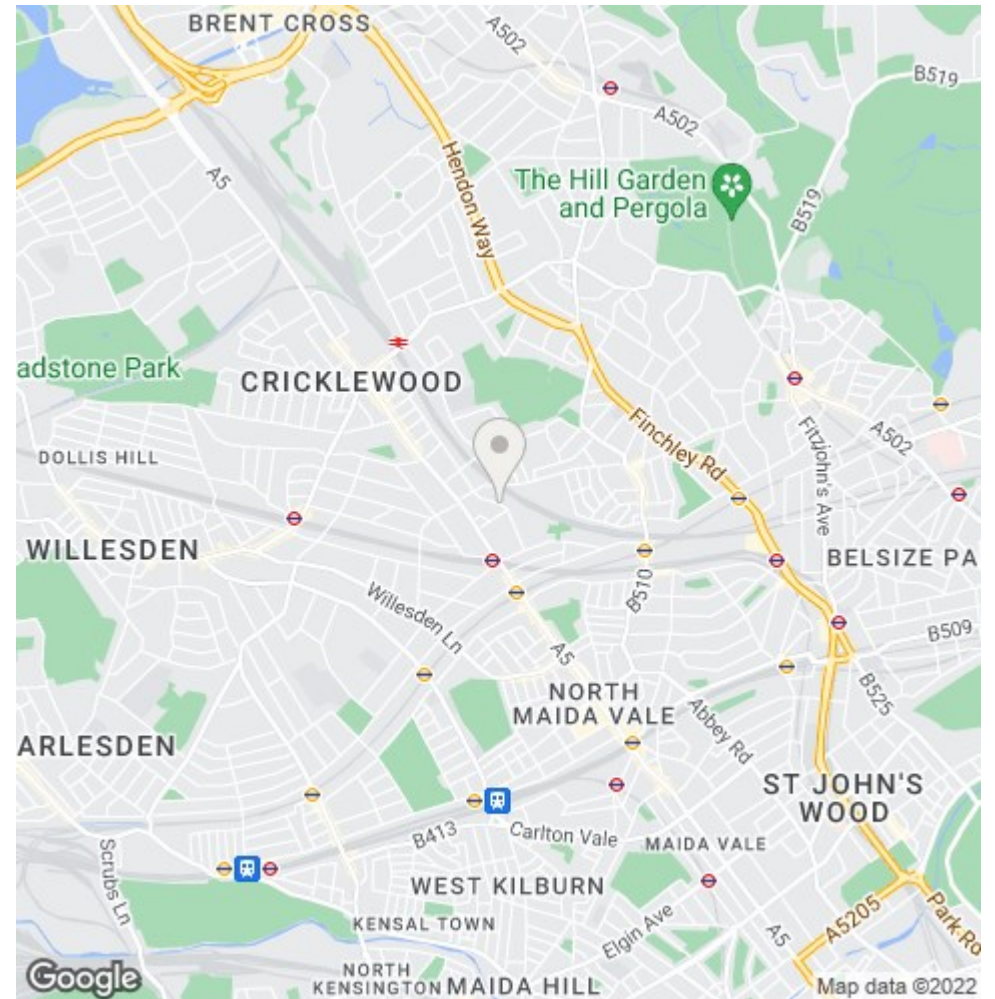 BRENT CROSS
A502
B519
A502
A5
Hendon Way
The Hill Garden
and Pergola
B519
adstone Park
CRICKLEWOOD
Finchley Rd
Fitzjohn's Ave
A502
DOLLIS HILL
WILLESDEN
BELSIZE PA
B510
Willesden Ln
A5
B509
NORTH
MAIDA VALE
Abbey Rd
B525
ARLESDEN
ST JOHN'S
WOOD
B413
Carlton Vale
MAIDA VALE
Scrubs Ln
WEST KILBURN
KENSAL TOWN
Elgin Ave
A5
A5205
Park Ro
NORTH
KENSINGTON
MAIDA HILL
Google
Map data ©2022